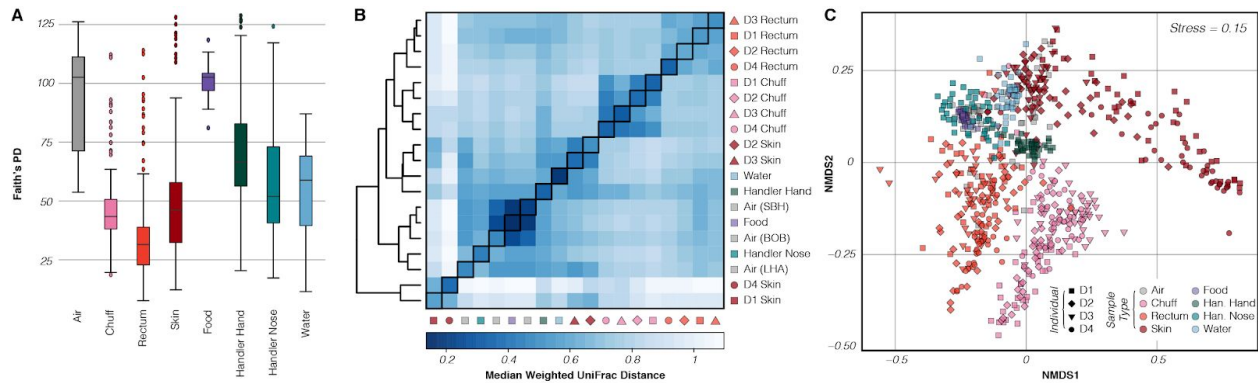 A
125
100
75
50
25
Air
Chuff
Rectum
Skin
Food
Handler Hand
Handler Nose
Water
Faith's PD
B
D3 Rectum
D1 Rectum
D2 Rectum
D4 Rectum
D1 Chuff
D2 Chuff
D3 Chuff
D4 Chuff
D2 Skin
D3 Skin
Water
Handler Hand
Air (SBH)
Food
Air (BOB)
Handler Nose
Air (LHA)
D4 Skin
D1 Skin
0.2 0.4 0.6 0.8 1
Median Weighted UniFrac Distance
C
Stress = 0.15
0.25
0
−0.25
−0.50
NMDS2
Individual
D1
D2
D3
D4
Sample Type
Air
Chuff
Rectum
Skin
Food
Han. Hand
Han. Nose
Water
−0.5 0 0.5
NMDS1